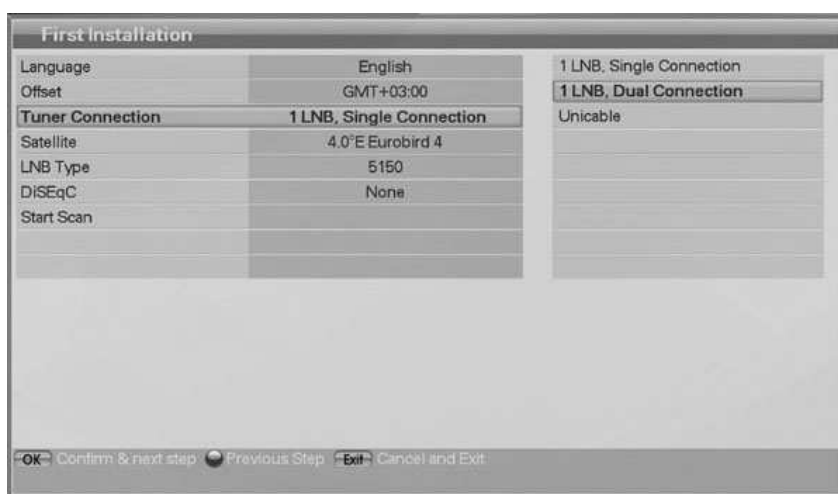 First Installation
Language English
Offset GMT+03:00
Tuner Connection 1 LNB, Single Connection
Satellite 4.0°E Eurobird 4
LNB Type 5150
DiSEqC None
Start Scan
1 LNB, Single Connection
1 LNB, Dual Connection
Unicable
OK Confirm & next step Previous Step Exit Cancel and Exit